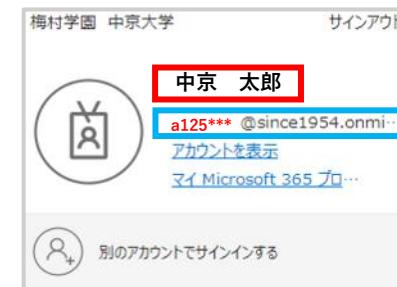 梅村学園 中京大学 サインアウト
中京 太郎
a125*** @since1954.onmi…
アカウントを表示
マイ Microsoft 365 プロ…
別のアカウントでサインインする